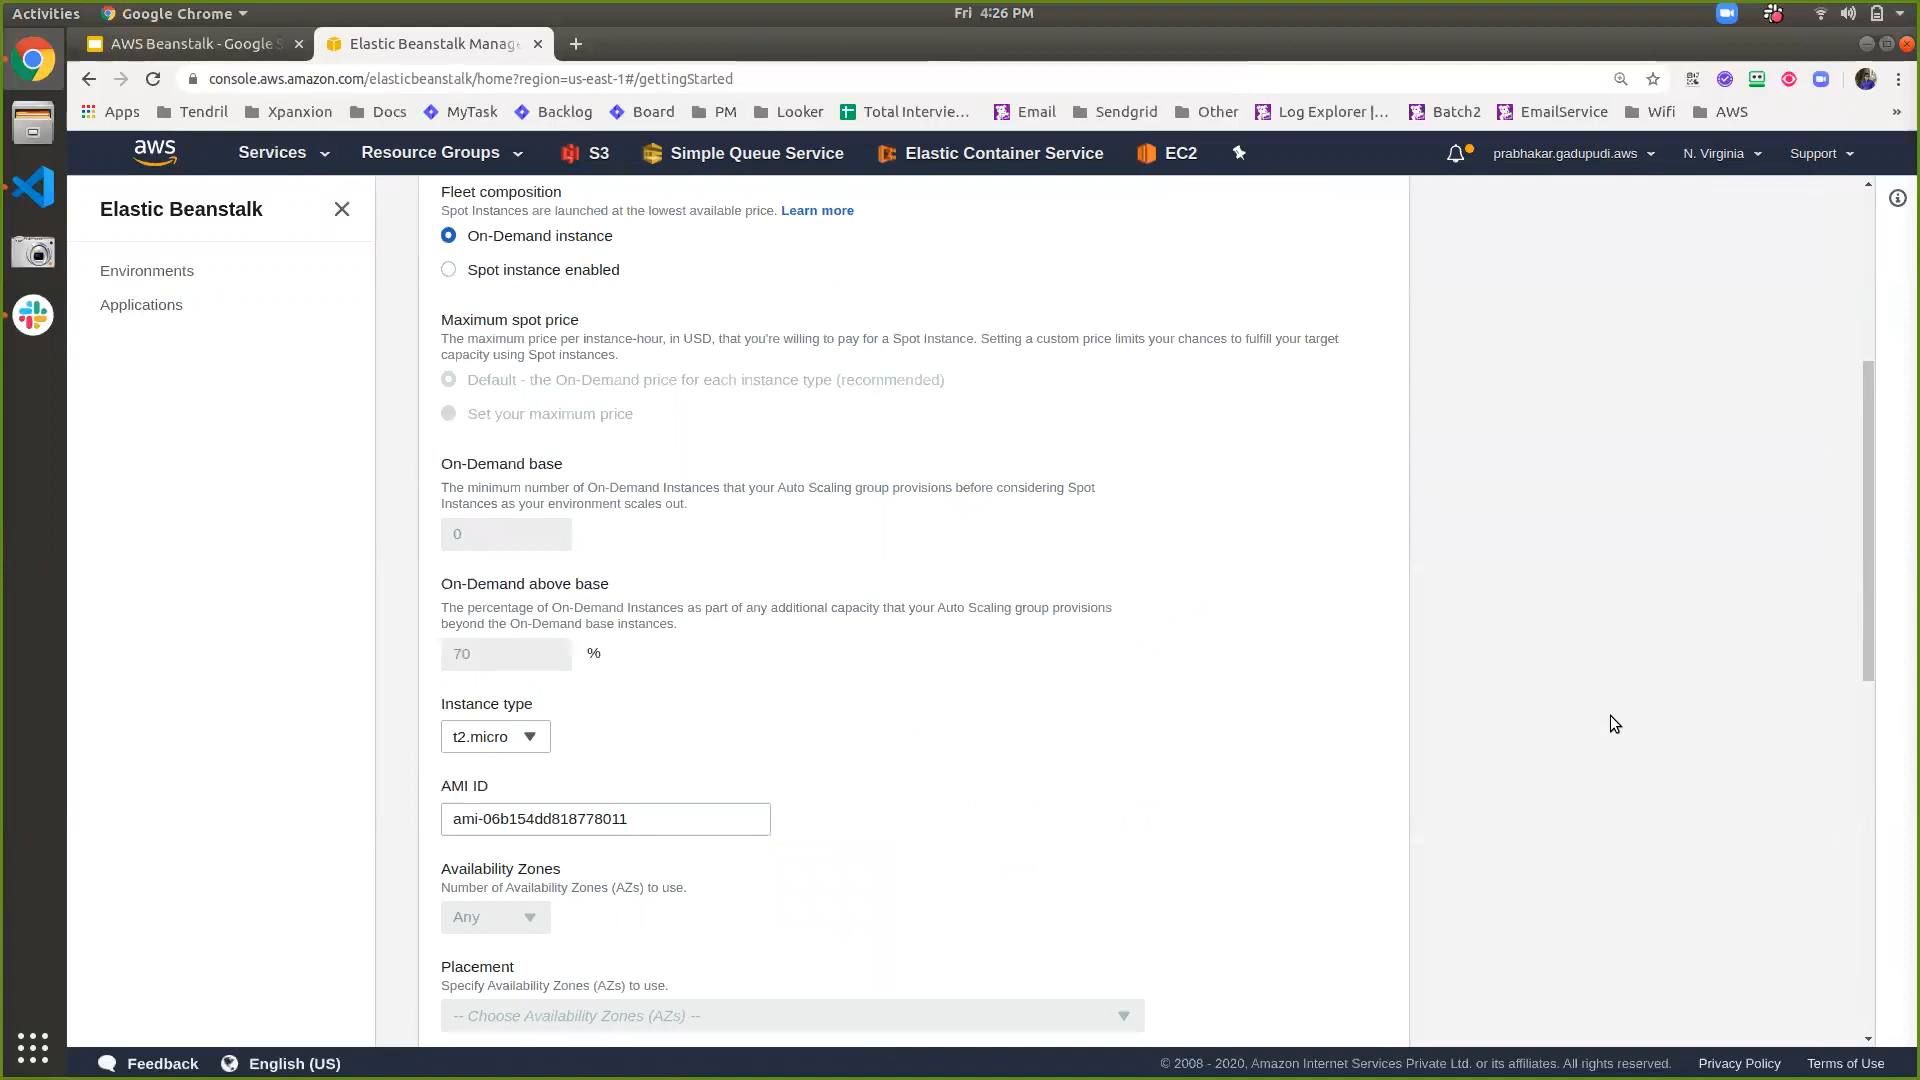 Activities
Google Chrome
Fri 4:26 PM
AWS Beanstalk - Google S
Elastic Beanstalk Manag
console.aws.amazon.com/elasticbeanstalk/home?region=us-east-1#/gettingStarted
Apps
Tendril
Xpanxion
Docs
MyTask
Backlog
Board
PM
Looker
Total Intervie...
Email
Sendgrid
Other
Log Explorer |...
Batch2
EmailService
Wifi
AWS
»
aws
Services
Resource Groups
S3
Simple Queue Service
Elastic Container Service
EC2
prabhakar.gadupudi.aws
N. Virginia
Support
Elastic Beanstalk
Environments
Applications
Fleet composition
Spot Instances are launched at the lowest available price. Learn more
On-Demand instance
Spot instance enabled
Maximum spot price
The maximum price per instance-hour, in USD, that you're willing to pay for a Spot Instance. Setting a custom price limits your chances to fulfill your target
capacity using Spot instances.
Default - the On-Demand price for each instance type (recommended)
Set your maximum price
On-Demand base
The minimum number of On-Demand Instances that your Auto Scaling group provisions before considering Spot
Instances as your environment scales out.
0
On-Demand above base
The percentage of On-Demand Instances as part of any additional capacity that your Auto Scaling group provisions
beyond the On-Demand base instances.
70 %
Instance type
t2.micro
AMI ID
ami-06b154dd818778011
Availability Zones
Number of Availability Zones (AZs) to use.
Any
Placement
Specify Availability Zones (AZs) to use.
-- Choose Availability Zones (AZs) --
Feedback
English (US)
© 2008 - 2020, Amazon Internet Services Private Ltd. or its affiliates. All rights reserved.
Privacy Policy
Terms of Use